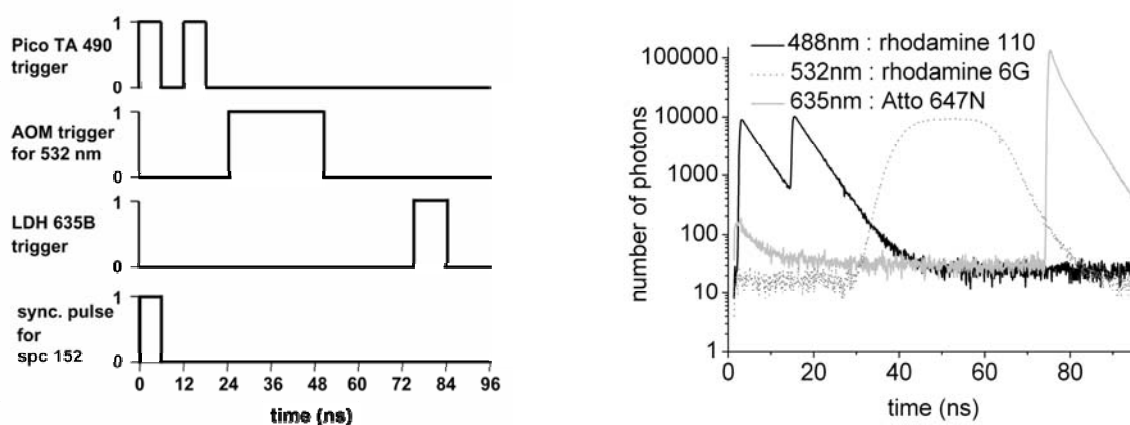 Pico TA 490
trigger
1
0
AOM trigger
for 532 nm
1
0
LDH 635B
trigger
1
0
sync. pulse
for
spc 152
1
0
0 12 24 36 48 60 72 84 96
time (ns)
488nm : rhodamine 110
532nm : rhodamine 6G
635nm : Atto 647N
number of photons
100000
10000
1000
100
10
1
0 20 40 60 80
time (ns)